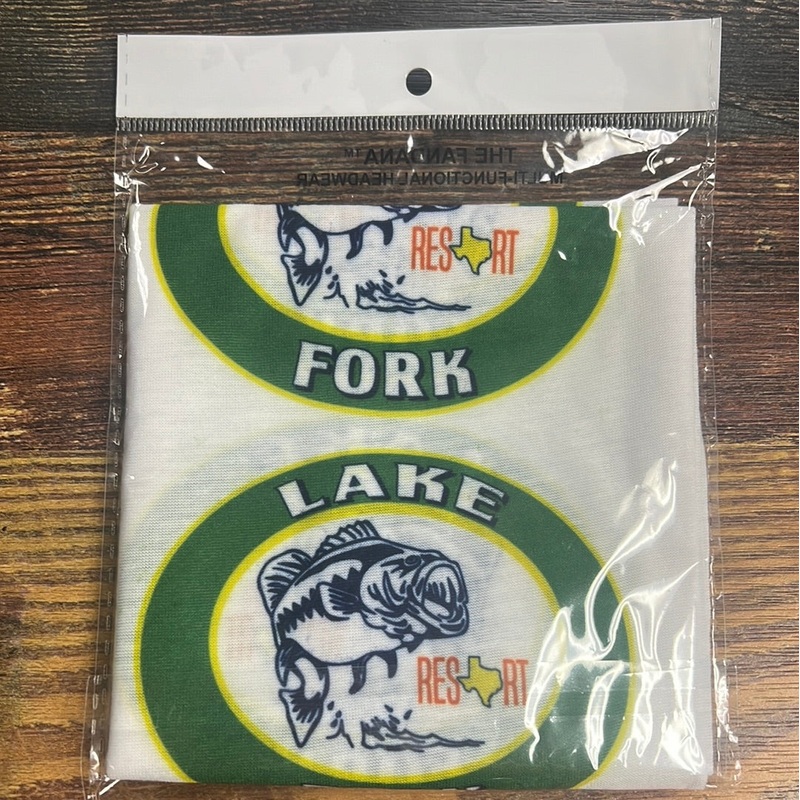 THE FANDANA™
MULTI-FUNCTIONAL HEADWEAR
RES RT
FORK
LAKE
RES RT